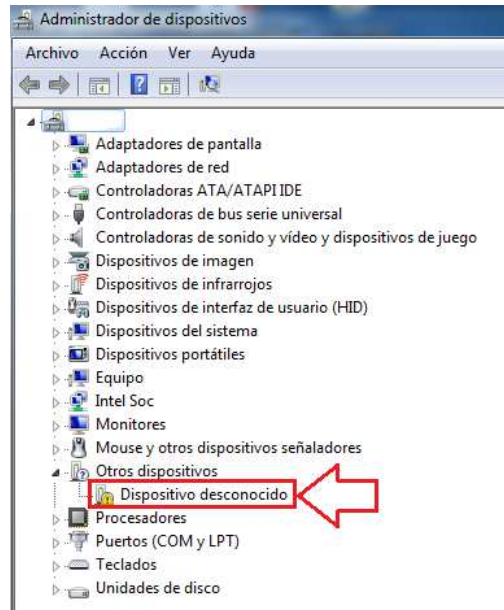 Administrador de dispositivos
Archivo Acción Ver Ayuda
Adaptadores de pantalla
Adaptadores de red
Controladoras ATA/ATAPI IDE
Controladoras de bus serie universal
Controladoras de sonido y vídeo y dispositivos de juego
Dispositivos de imagen
Dispositivos de infrarrojos
Dispositivos de interfaz de usuario (HID)
Dispositivos del sistema
Dispositivos portátiles
Equipo
Intel Soc
Monitores
Mouse y otros dispositivos señaladores
Otros dispositivos
Dispositivo desconocido
Procesadores
Puertos (COM y LPT)
Teclados
Unidades de disco